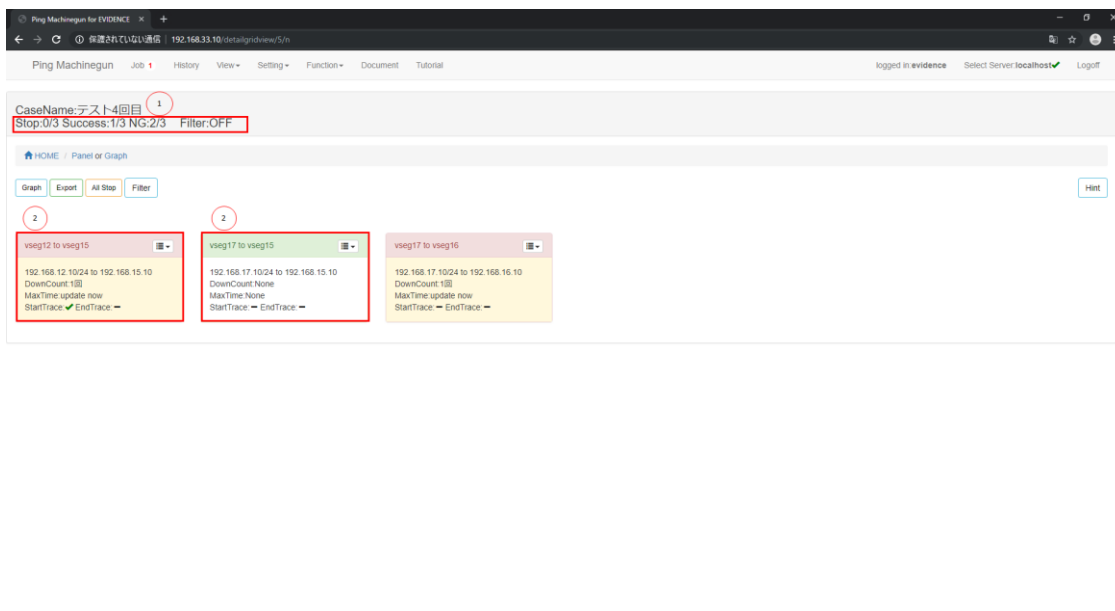 Ping Machinegun for EVIDENCE × +
保護されていない通信 | 192.168.33.10/detailgridview/5/n
Ping Machinegun Job 1 History View Setting Function Document Tutorial logged in:evidence Select Server:localhost✔ Logoff
CaseName:テスト4回目 1
Stop:0/3 Success:1/3 NG:2/3 Filter:OFF
HOME / Panel or Graph
Graph Export All Stop Filter Hint
2 2
vseg12 to vseg15 vseg17 to vseg15 vseg17 to vseg16
192.168.12.10/24 to 192.168.15.10 192.168.17.10/24 to 192.168.15.10 192.168.17.10/24 to 192.168.16.10
DownCount:1回 DownCount:None DownCount:1回
MaxTime:update now MaxTime:None MaxTime:update now
StartTrace:✔ EndTrace:━ StartTrace:━ EndTrace:━ StartTrace:━ EndTrace:━